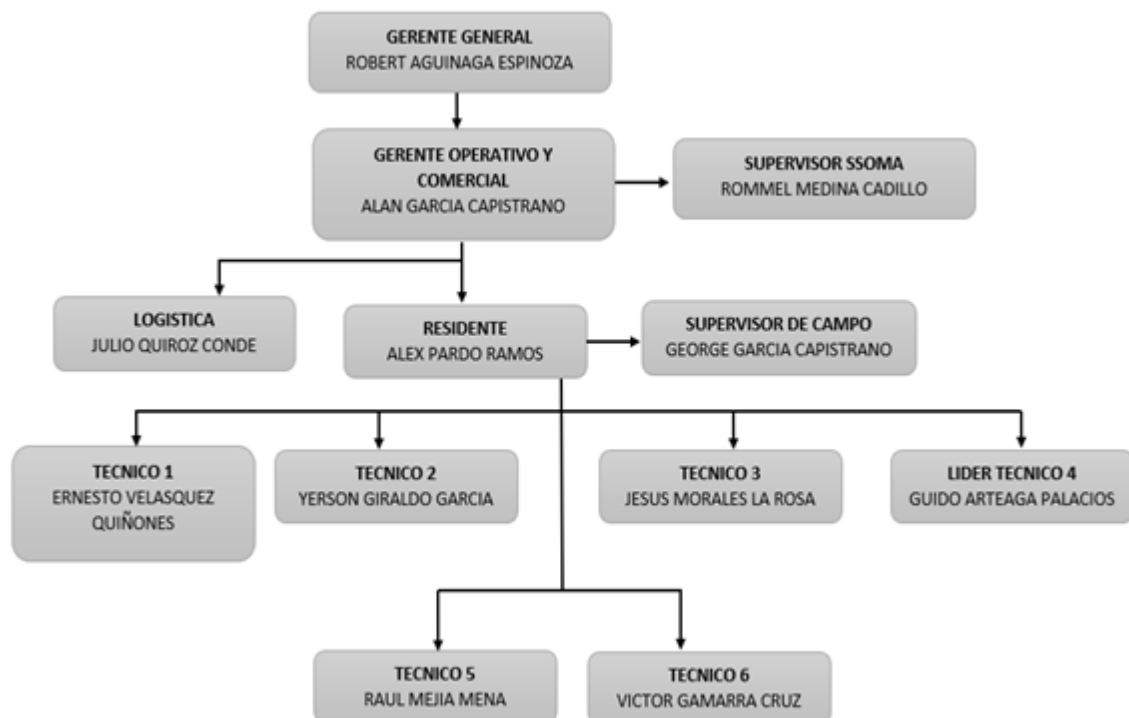 GERENTE GENERAL
ROBERT AGUINAGA ESPINOZA
GERENTE OPERATIVO Y
COMERCIAL
ALAN GARCIA CAPISTRANO
SUPERVISOR SSOMA
ROMMEL MEDINA CADILLO
LOGISTICA
JULIO QUIROZ CONDE
RESIDENTE
ALEX PARDO RAMOS
SUPERVISOR DE CAMPO
GEORGE GARCIA CAPISTRANO
TECNICO 1
ERNESTO VELASQUEZ
QUIÑONES
TECNICO 2
YERSON GIRALDO GARCIA
TECNICO 3
JESUS MORALES LA ROSA
LIDER TECNICO 4
GUIDO ARTEAGA PALACIOS
TECNICO 5
RAUL MEJIA MENA
TECNICO 6
VICTOR GAMARRA CRUZ